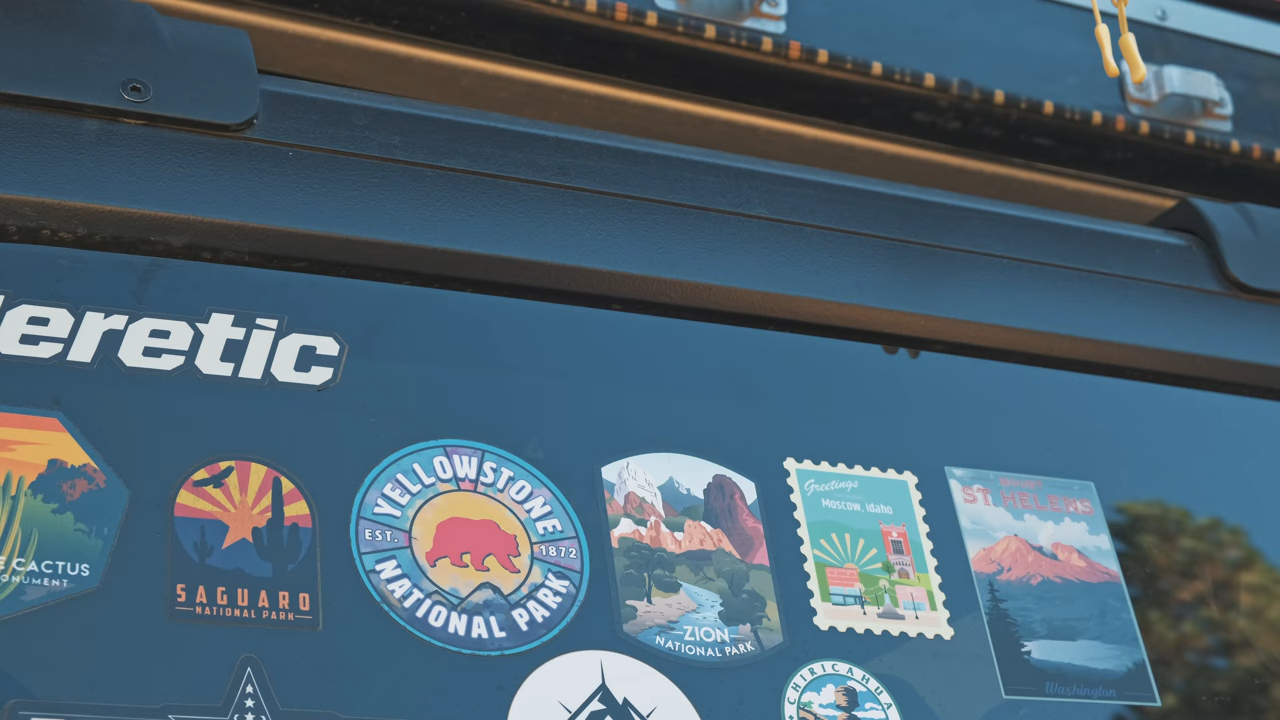 eretic
E CACTUS
ONUMENT
SAGUARO
NATIONAL PARK
YELLOWSTONE
EST. 1872
NATIONAL PARK
ZION
NATIONAL PARK
Greetings
Moscow, Idaho
ST HELENS
Washington
CHIRICAHUA